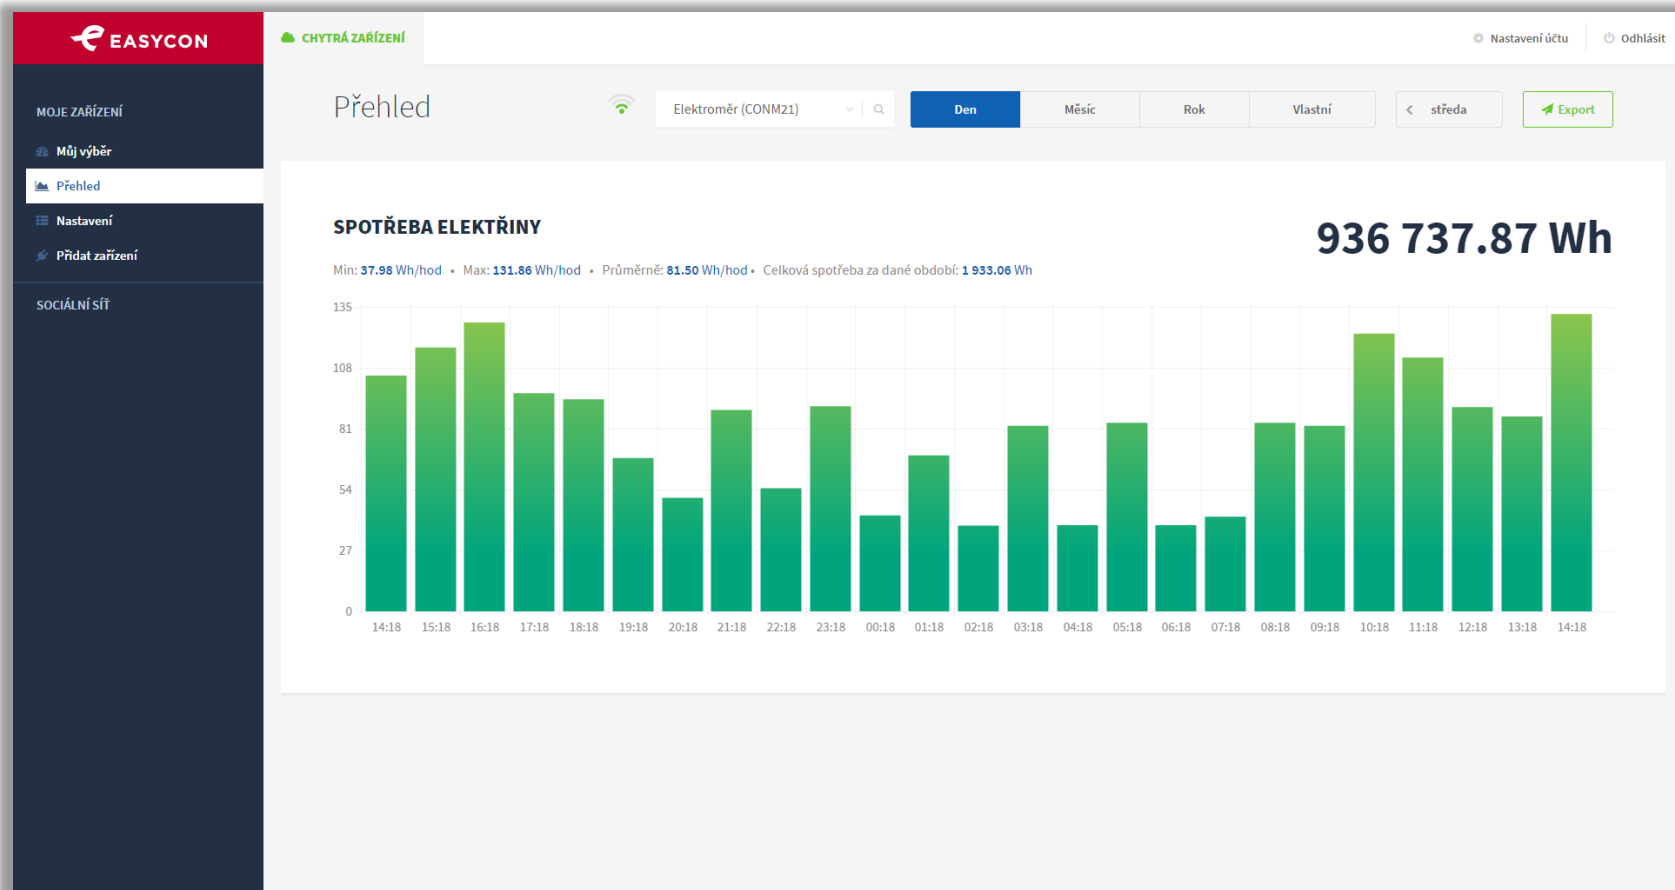 EASYCON
CHYTRÁ ZAŘÍZENÍ
Nastavení účtu
Odhlásit
MOJE ZAŘÍZENÍ
Můj výběr
Přehled
Nastavení
Přidat zařízení
SOCIÁLNÍ SÍŤ
Přehled
Elektroměr (CONM21)
Den
Měsíc
Rok
Vlastní
středa
Export
SPOTŘEBA ELEKTŘINY
936 737.87 Wh
Min: 37.98 Wh/hod • Max: 131.86 Wh/hod • Průměrně: 81.50 Wh/hod • Celková spotřeba za dané období: 1 933.06 Wh
135
108
81
54
27
0
14:18 15:18 16:18 17:18 18:18 19:18 20:18 21:18 22:18 23:18 00:18 01:18 02:18 03:18 04:18 05:18 06:18 07:18 08:18 09:18 10:18 11:18 12:18 13:18 14:18